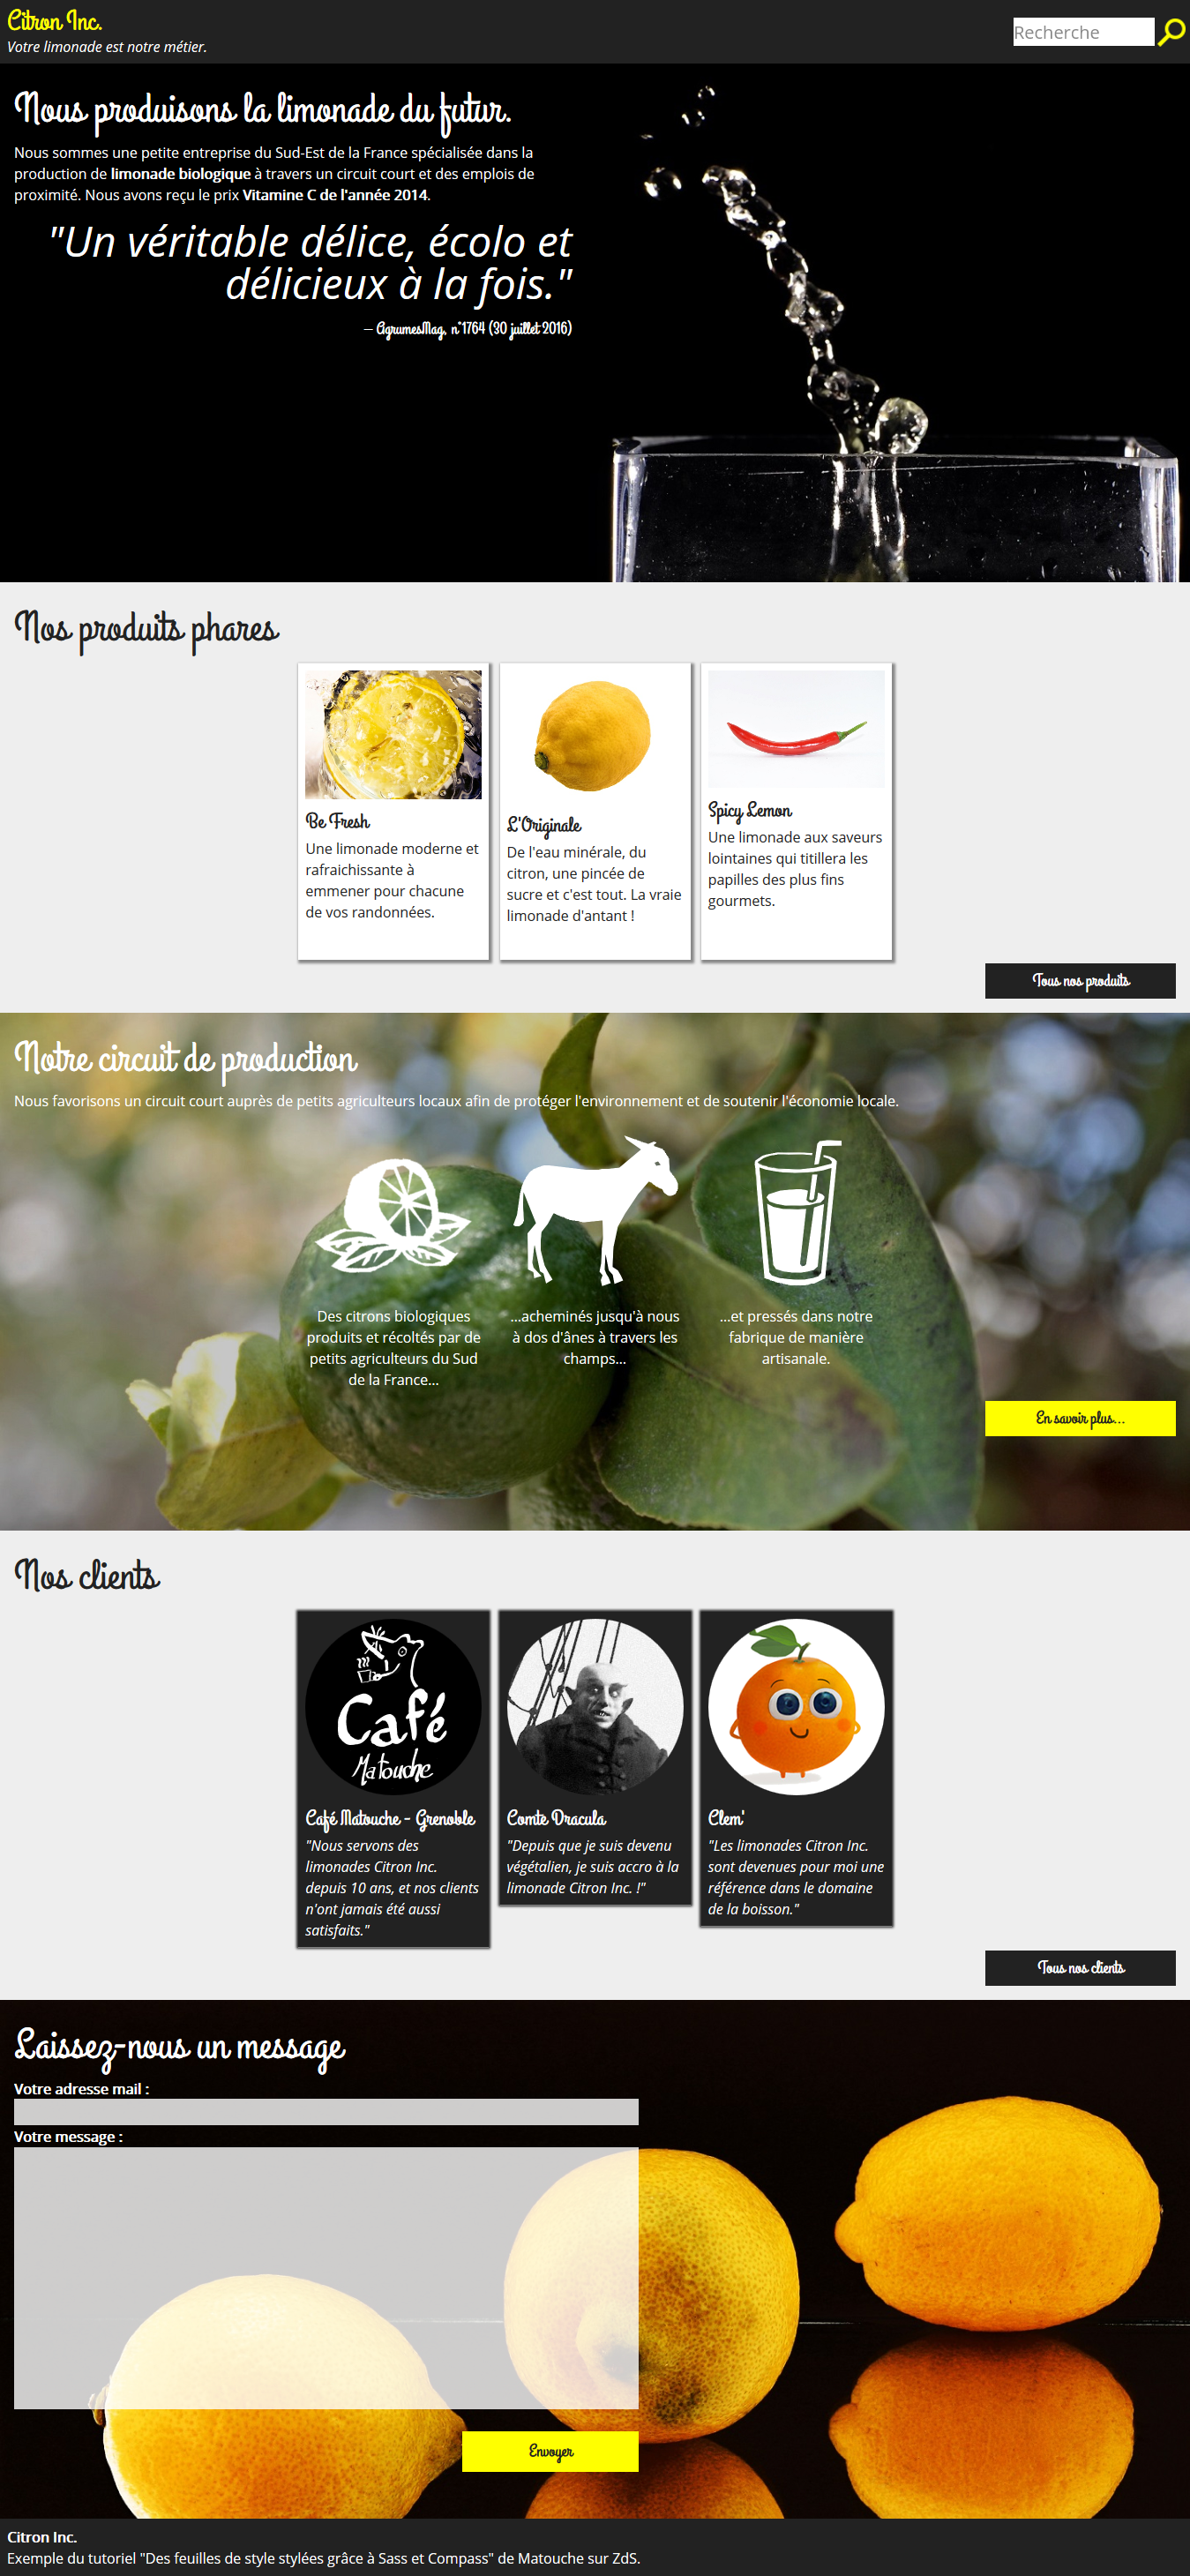 Citron Inc.
Votre limonade est notre métier.
Recherche
Nous produisons la limonade du futur.
Nous sommes une petite entreprise du Sud-Est de la France spécialisée dans la
production de limonade biologique à travers un circuit court et des emplois de
proximité. Nous avons reçu le prix Vitamine C de l'année 2014.
"Un véritable délice, écolo et
délicieux à la fois."
— AgrumesMag, n°1764 (30 juillet 2016)
Nos produits phares
Be Fresh
Une limonade moderne et
rafraichissante à
emmener pour chacune
de vos randonnées.
L'Originale
De l'eau minérale, du
citron, une pincée de
sucre et c'est tout. La vraie
limonade d'antant !
Spicy Lemon
Une limonade aux saveurs
lointaines qui titillera les
papilles des plus fins
gourmets.
Tous nos produits
Notre circuit de production
Nous favorisons un circuit court auprès de petits agriculteurs locaux afin de protéger l'environnement et de soutenir l'économie locale.
Des citrons biologiques
produits et récoltés par de
petits agriculteurs du Sud
de la France...
...acheminés jusqu'à nous
à dos d'ânes à travers les
champs...
...et pressés dans notre
fabrique de manière
artisanale.
En savoir plus...
Nos clients
Café
Matouche
Café Matouche - Grenoble
"Nous servons des
limonades Citron Inc.
depuis 10 ans, et nos clients
n'ont jamais été aussi
satisfaits."
Comte Dracula
"Depuis que je suis devenu
végétalien, je suis accro à la
limonade Citron Inc. !"
Clem'
"Les limonades Citron Inc.
sont devenues pour moi une
référence dans le domaine
de la boisson."
Tous nos clients
Laissez-nous un message
Votre adresse mail :
Votre message :
Envoyer
Citron Inc.
Exemple du tutoriel "Des feuilles de style stylées grâce à Sass et Compass" de Matouche sur ZdS.